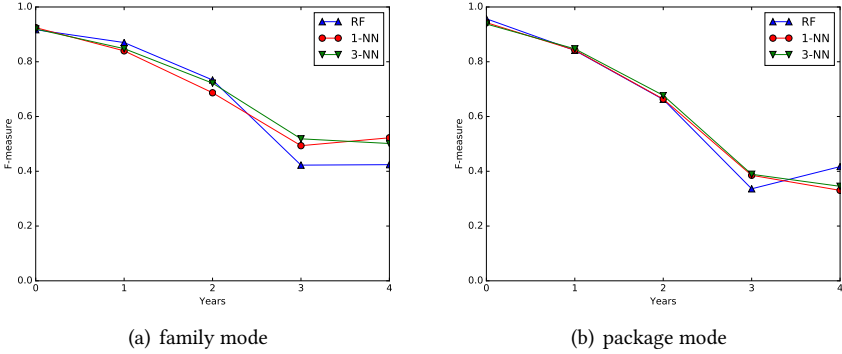 1.0
0.8
0.6
0.4
0.2
0.0
F-measure
0 1 2 3 4
Years
RF
1-NN
3-NN
(a) family mode
1.0
0.8
0.6
0.4
0.2
0.0
F-measure
0 1 2 3 4
Years
RF
1-NN
3-NN
(b) package mode